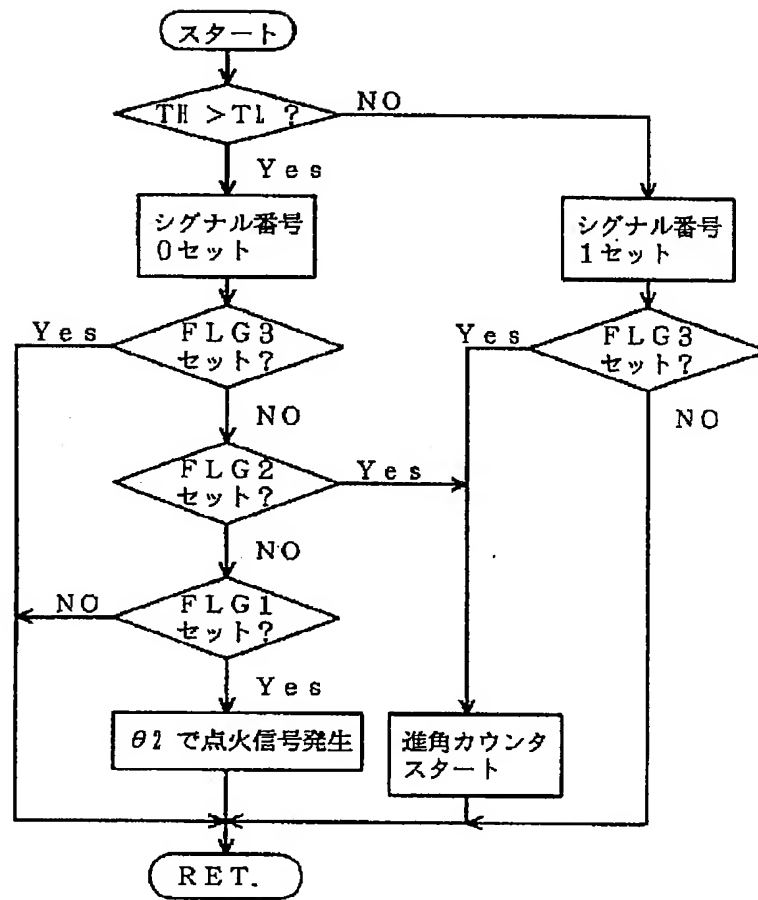 スタート
TH >TL ?
NO
Yes
シグナル番号
0セット
シグナル番号
1セット
Yes
FLG3
セット?
Yes
FLG3
セット?
NO
NO
FLG2
セット?
Yes
NO
NO
FLG1
セット?
Yes
θ2 で点火信号発生
進角カウンタ
スタート
RET.